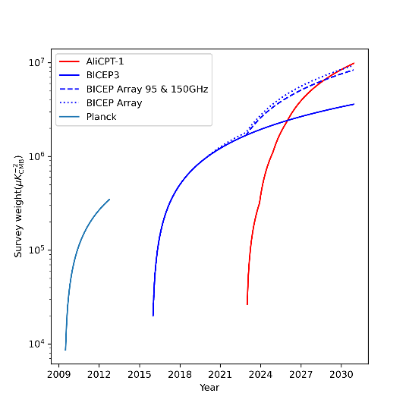 10⁷
10⁶
10⁵
10⁴
Survey weight(μK⁻²_CMB)
AliCPT-1
BICEP3
BICEP Array 95 & 150GHz
BICEP Array
Planck
2009 2012 2015 2018 2021 2024 2027 2030
Year